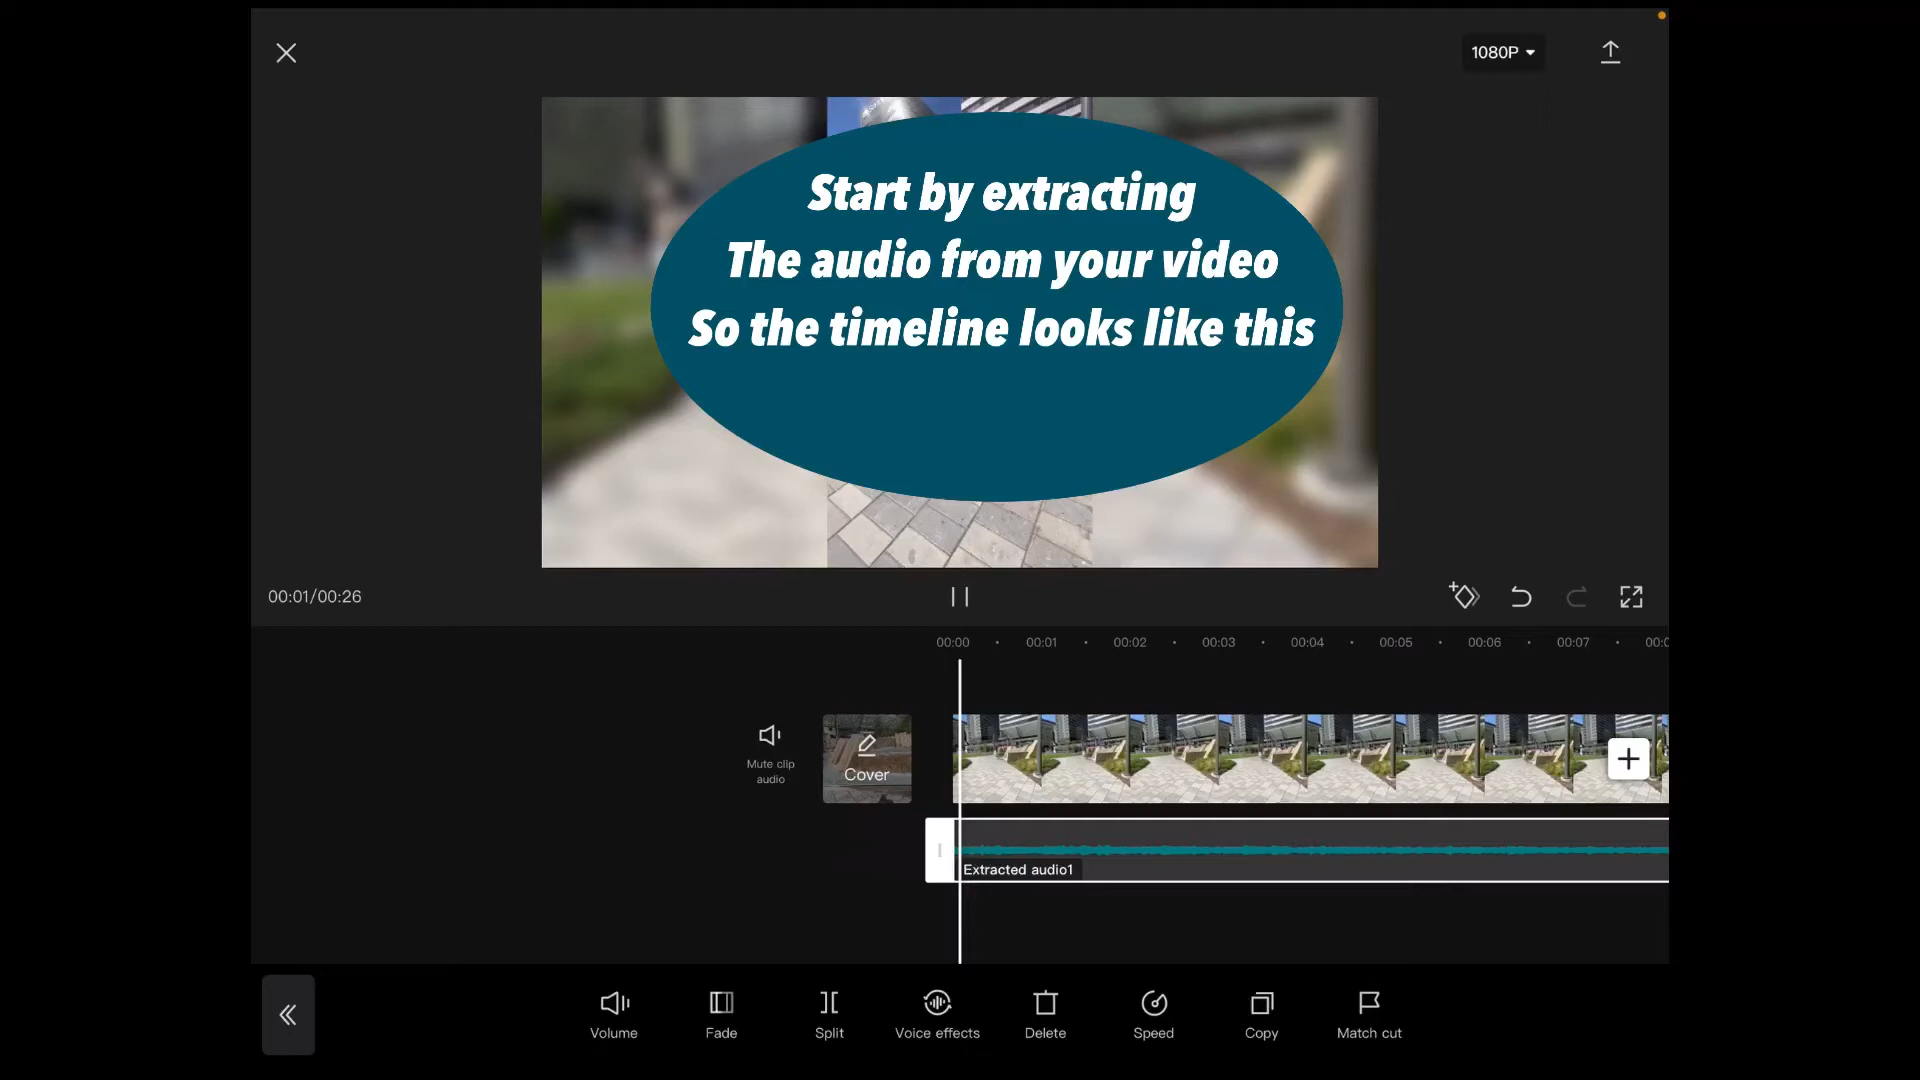 1080P
Start by extracting
The audio from your video
So the timeline looks like this
00:01/00:26
00:00 00:01 00:02 00:03 00:04 00:05 00:06 00:07
Mute clip
audio
Cover
Extracted audio1
Volume Fade Split Voice effects Delete Speed Copy Match cut